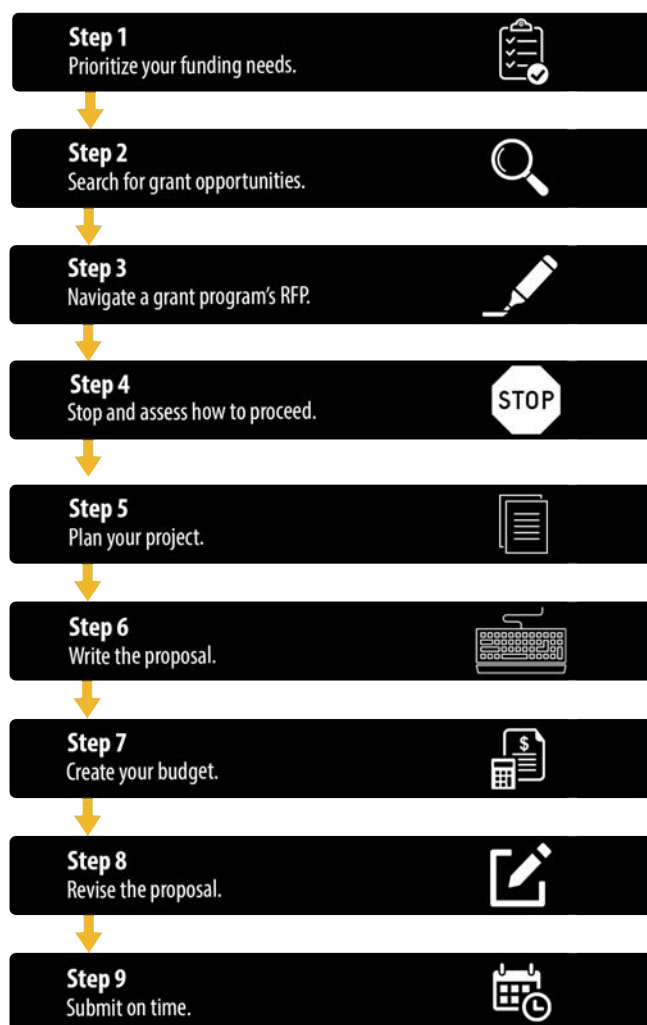 Step 1
Prioritize your funding needs.
Step 2
Search for grant opportunities.
Step 3
Navigate a grant program's RFP.
Step 4
Stop and assess how to proceed.
STOP
Step 5
Plan your project.
Step 6
Write the proposal.
Step 7
Create your budget.
$
Step 8
Revise the proposal.
Step 9
Submit on time.